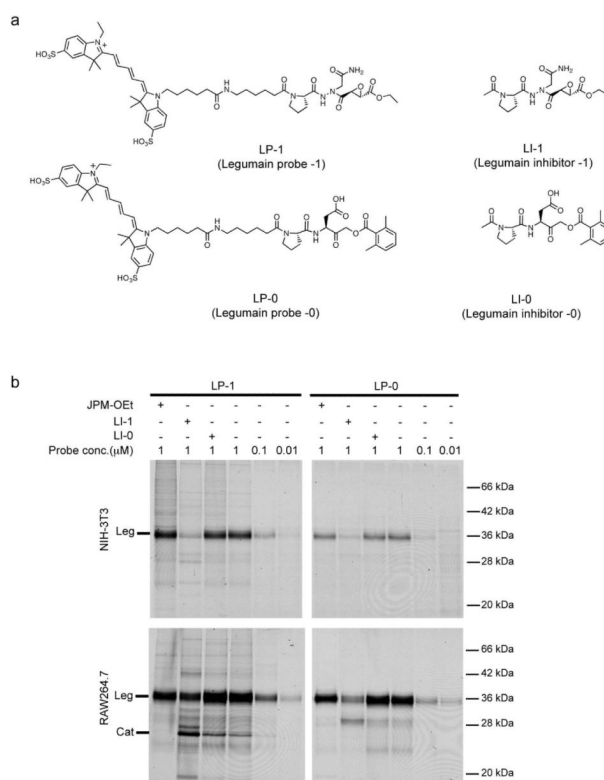 a
N
+
HO₃S
N
SO₃H
H
N
O
O
N
O
H
N
N
O
NH₂
O
O
O
O
LP-1
(Legumain probe -1)
O
N
O
H
N
N
O
NH₂
O
O
O
O
LI-1
(Legumain inhibitor -1)
N
+
HO₃S
N
SO₃H
O
N
H
O
N
O
N
H
O
OH
O
O
O
LP-0
(Legumain probe -0)
O
N
O
N
H
O
OH
O
O
O
LI-0
(Legumain inhibitor -0)
b
LP-1 LP-0
JPM-OEt + - - - - - + - - - - -
LI-1 - + - - - - - + - - - -
LI-0 - - + - - - - - + - - -
Probe conc.(μM) 1 1 1 1 0.1 0.01 1 1 1 1 0.1 0.01
NIH-3T3
Leg
66 kDa
42 kDa
36 kDa
28 kDa
20 kDa
RAW264.7
Leg
Cat
66 kDa
42 kDa
36 kDa
28 kDa
20 kDa